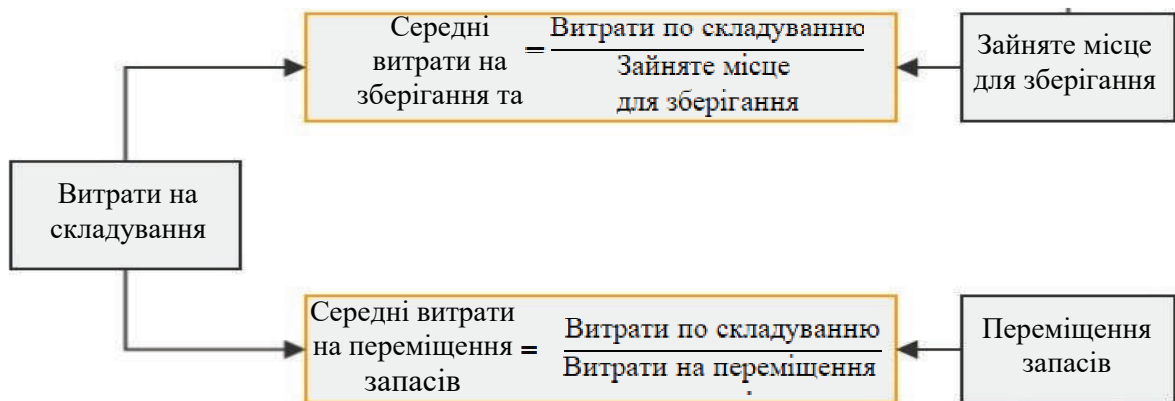 Середні
витрати на
зберігання та
=
Витрати по складуванню
Зайняте місце
для зберігання
Зайняте місце
для зберігання
Витрати на
складування
Середні витрати
на переміщення
запасів
=
Витрати по складуванню
Витрати на переміщення
Переміщення
запасів